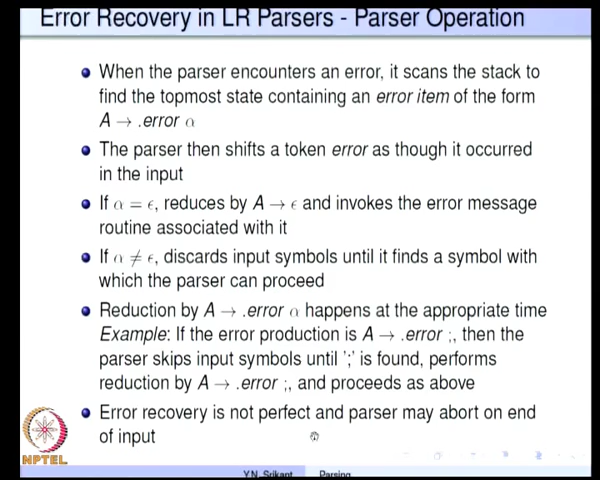 Error Recovery in LR Parsers - Parser Operation
When the parser encounters an error, it scans the stack to
find the topmost state containing an error item of the form
A → .error α
The parser then shifts a token error as though it occurred
in the input
If α = ϵ, reduces by A → ϵ and invokes the error message
routine associated with it
If α ≠ ϵ, discards input symbols until it finds a symbol with
which the parser can proceed
Reduction by A → .error α happens at the appropriate time
Example: If the error production is A → .error ;, then the
parser skips input symbols until ';' is found, performs
reduction by A → .error ;, and proceeds as above
Error recovery is not perfect and parser may abort on end
of input
NPTEL
Y.N. Srikant Parsing